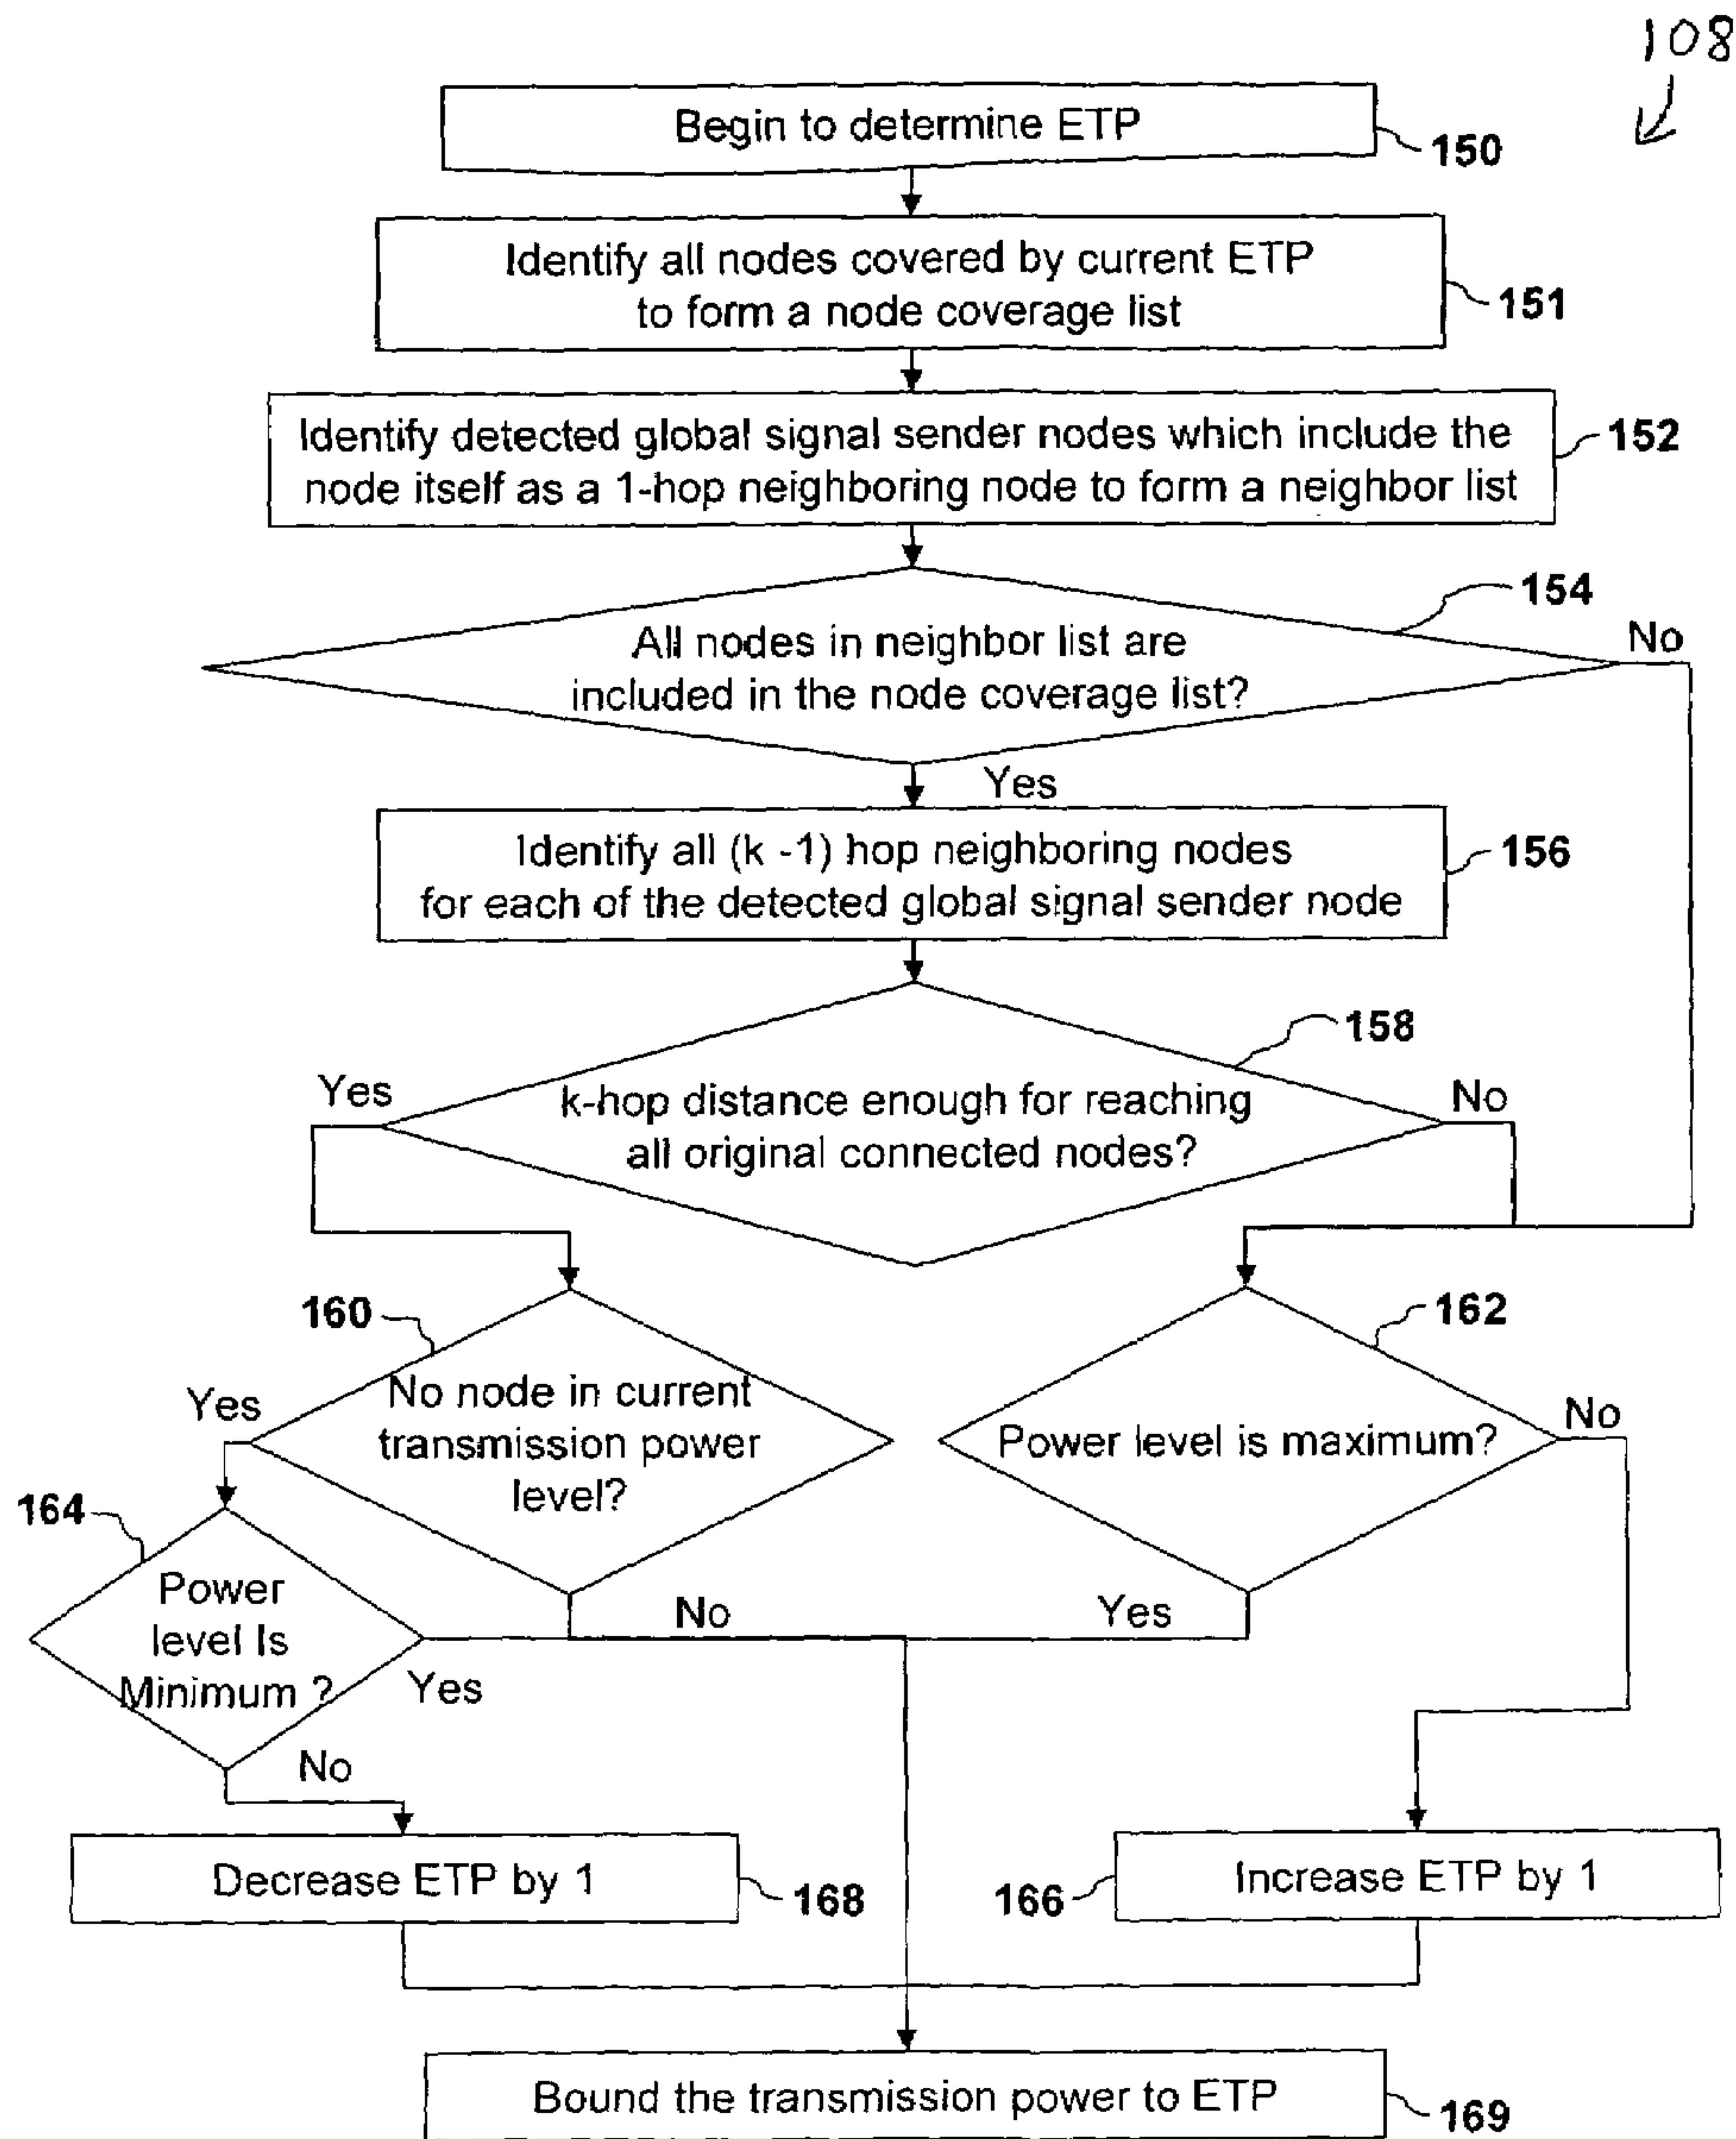 108
Begin to determine ETP
150
Identify all nodes covered by current ETP
to form a node coverage list
151
Identify detected global signal sender nodes which include the
node itself as a 1-hop neighboring node to form a neighbor list
152
154
All nodes in neighbor list are
included in the node coverage list?
No
Yes
Identify all (k -1) hop neighboring nodes
for each of the detected global signal sender node
156
158
Yes
k-hop distance enough for reaching
all original connected nodes?
No
160
162
Yes
No node in current
transmission power
level?
Power level is maximum?
No
164
Power
level Is
Minimum ?
No
Yes
Yes
No
Decrease ETP by 1
168
166
Increase ETP by 1
Bound the transmission power to ETP
169